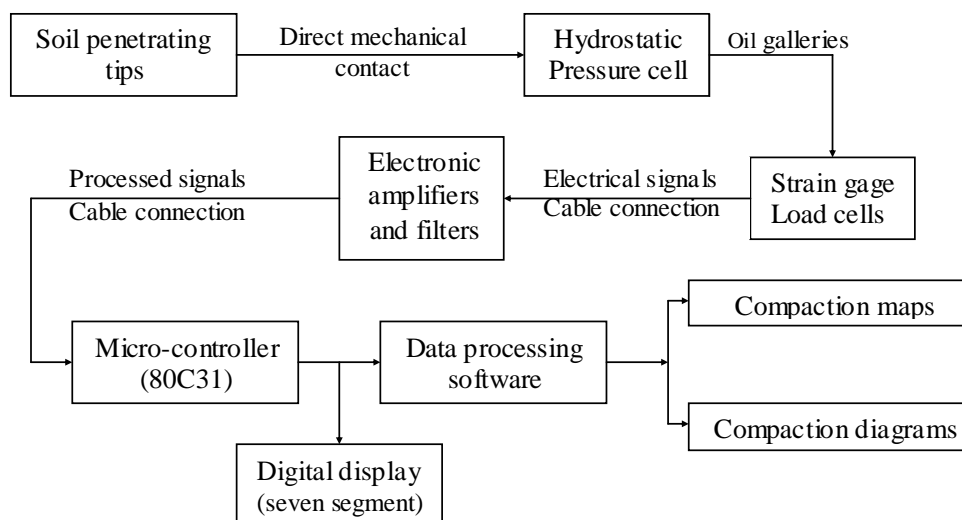 Soil penetrating
tips
Direct mechanical
contact
Hydrostatic
Pressure cell
Oil galleries
Strain gage
Load cells
Electrical signals
Cable connection
Electronic
amplifiers
and filters
Processed signals
Cable connection
Micro-controller
(80C31)
Digital display
(seven segment)
Data processing
software
Compaction maps
Compaction diagrams